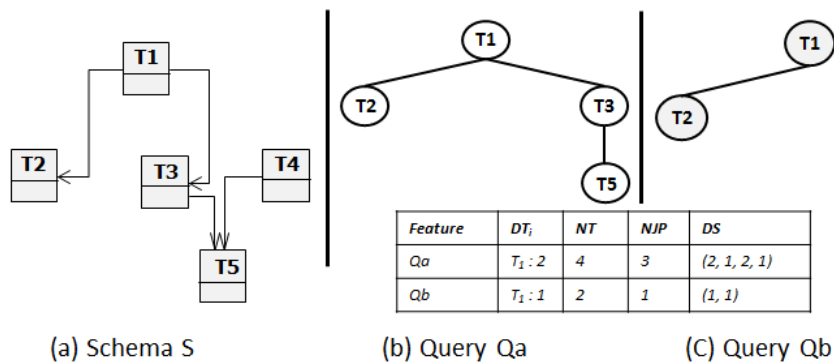 T1
T2
T3
T4
T5
T1
T2
T3
T5
T1
T2
Feature DTi NT NJP DS
Qa T1 : 2 4 3 (2, 1, 2, 1)
Qb T1 : 1 2 1 (1, 1)
(a) Schema S
(b) Query Qa
(C) Query Qb